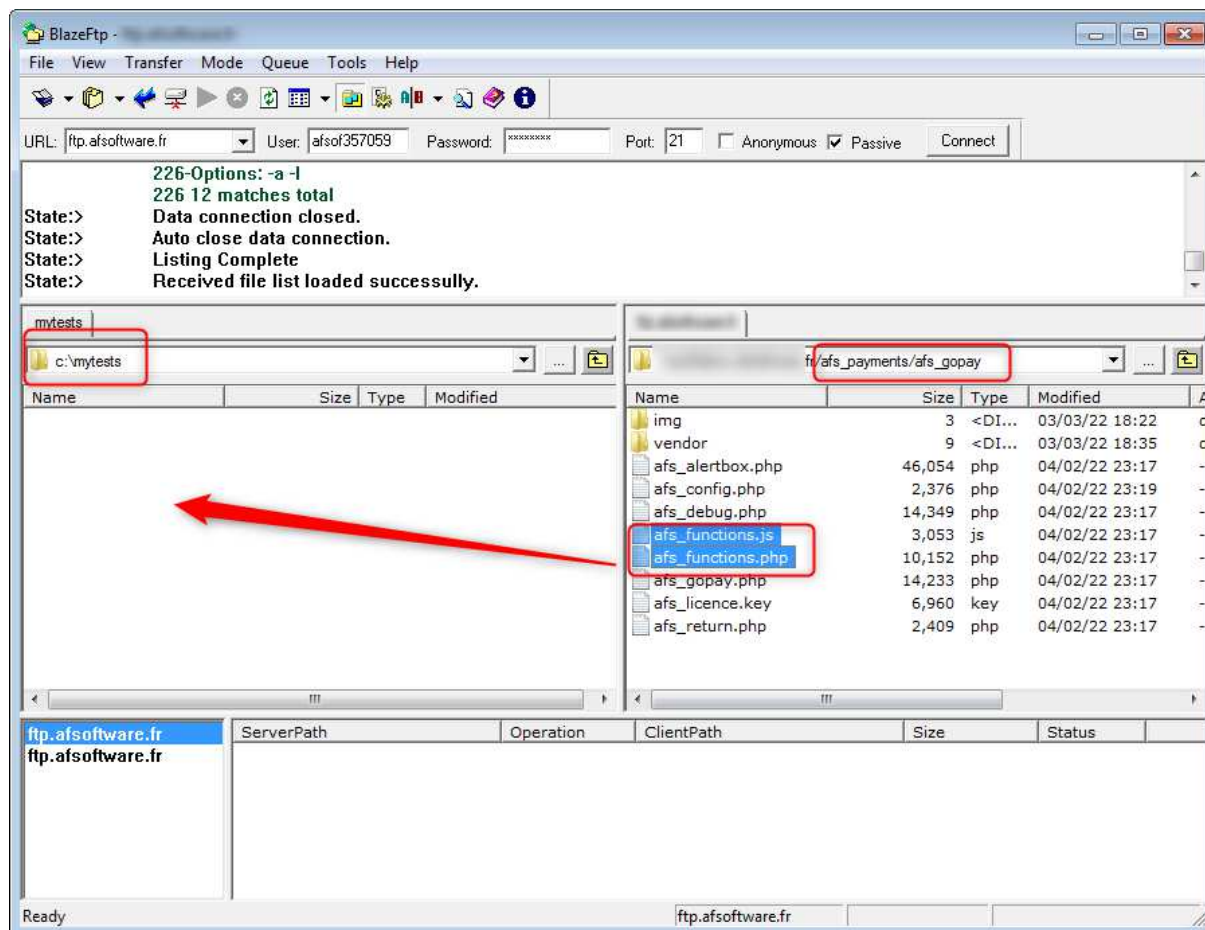 BlazeFtp -
File View Transfer Mode Queue Tools Help
URL: ftp.afsoftware.fr User: afsof357059 Password: ******** Port: 21 Anonymous Passive Connect
226-Options: -a -l
226 12 matches total
State:> Data connection closed.
State:> Auto close data connection.
State:> Listing Complete
State:> Received file list loaded successully.
mytests
c:\mytests ...
fr/afs_payments/afs_gopay ...
Name Size Type Modified
Name Size Type Modified A
img 3 <DI... 03/03/22 18:22 d
vendor 9 <DI... 03/03/22 18:35 d
afs_alertbox.php 46,054 php 04/02/22 23:17 -
afs_config.php 2,376 php 04/02/22 23:19 -
afs_debug.php 14,349 php 04/02/22 23:17 -
afs_functions.js 3,053 js 04/02/22 23:17 -
afs_functions.php 10,152 php 04/02/22 23:17 -
afs_gopay.php 14,233 php 04/02/22 23:17 -
afs_licence.key 6,960 key 04/02/22 23:17 -
afs_return.php 2,409 php 04/02/22 23:17 -
ftp.afsoftware.fr
ftp.afsoftware.fr
ServerPath Operation ClientPath Size Status
Ready ftp.afsoftware.fr